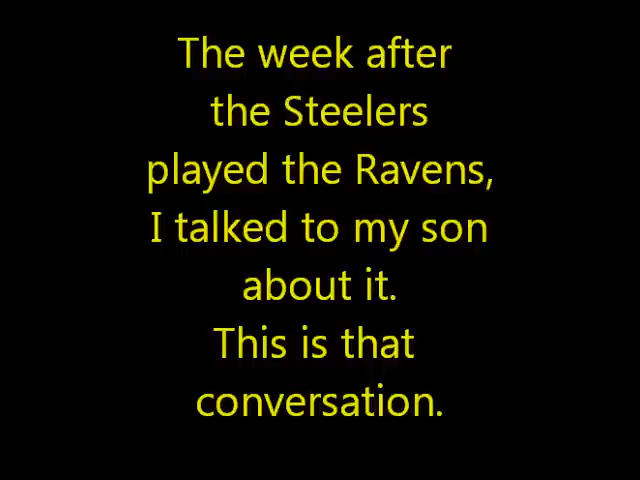 The week after
the Steelers
played the Ravens,
I talked to my son
about it.
This is that
conversation.